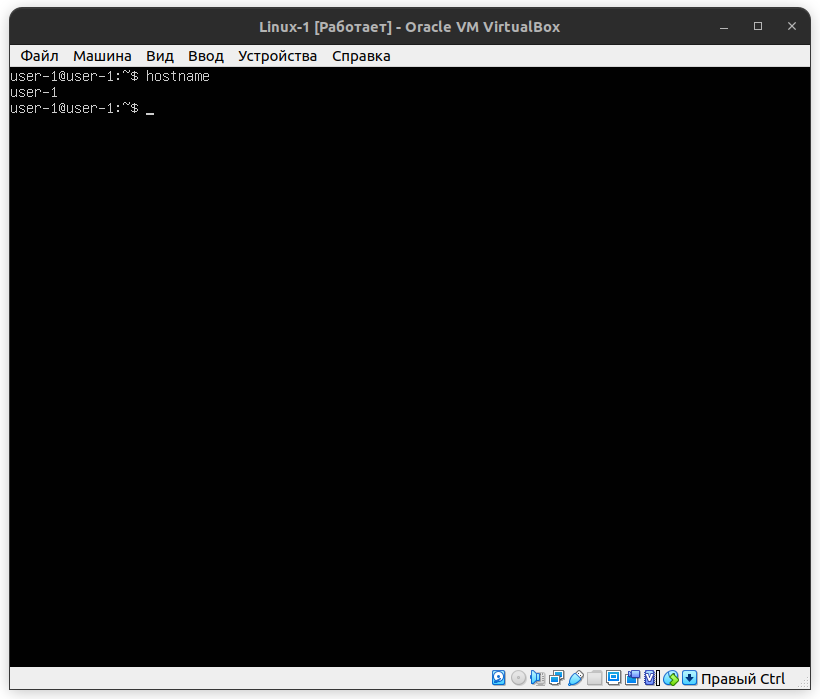 Linux-1 [Работает] - Oracle VM VirtualBox
Файл Машина Вид Ввод Устройства Справка
user-1@user-1:~$ hostname
user-1
user-1@user-1:~$ _
Правый Ctrl